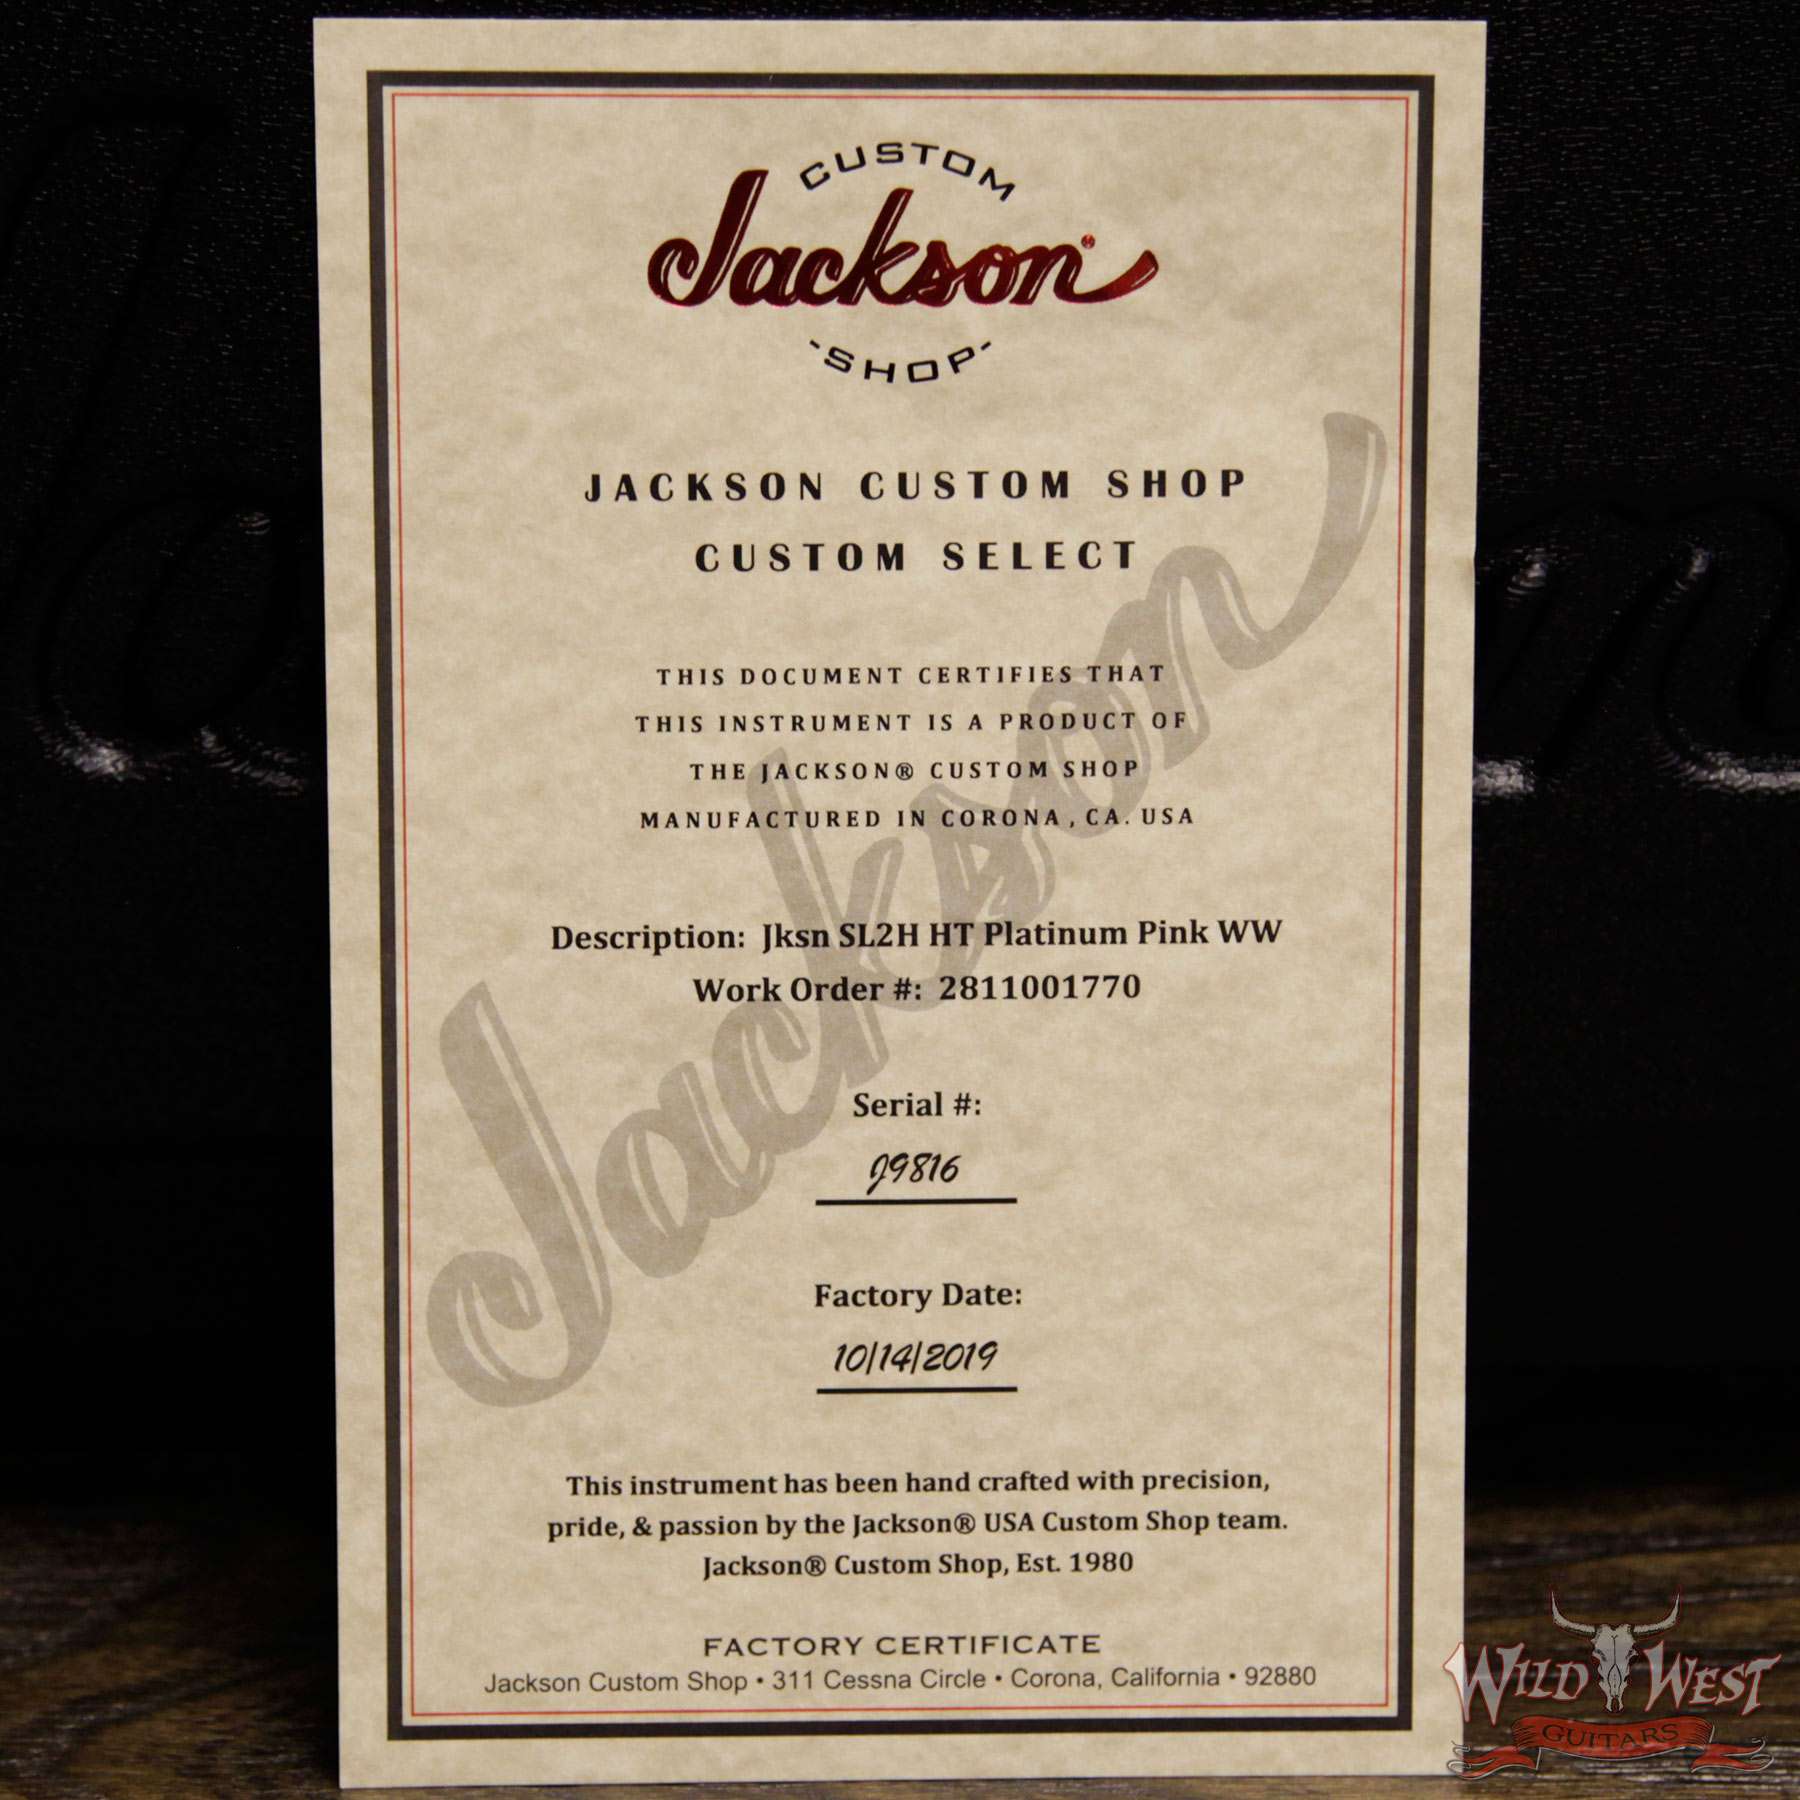 CUSTOM
Jackson®
-SHOP-
JACKSON CUSTOM SHOP
CUSTOM SELECT
THIS DOCUMENT CERTIFIES THAT
THIS INSTRUMENT IS A PRODUCT OF
THE JACKSON® CUSTOM SHOP
MANUFACTURED IN CORONA, CA. USA
Jackson
Description: Jksn SL2H HT Platinum Pink WW
Work Order #: 2811001770
Serial #:
J9816
Factory Date:
10/14/2019
This instrument has been hand crafted with precision,
pride, & passion by the Jackson® USA Custom Shop team.
Jackson® Custom Shop, Est. 1980
FACTORY CERTIFICATE
Jackson Custom Shop • 311 Cessna Circle • Corona, California • 92880
WILD WEST
GUITARS